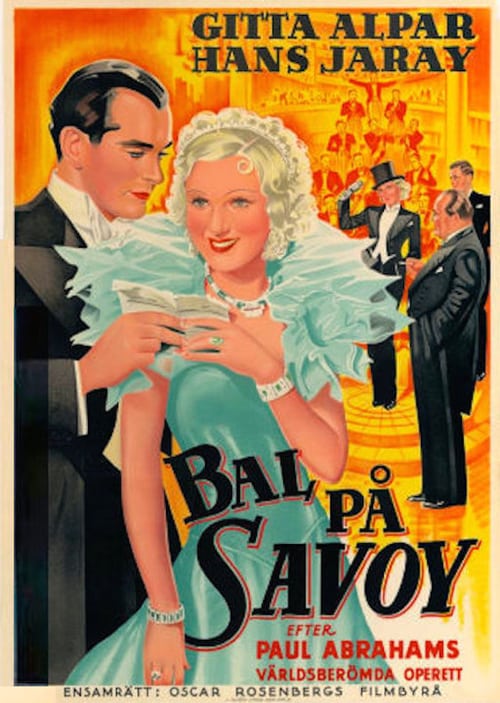 GITTA ALPAR
HANS JARAY
BAL
PÅ
SAVOY
EFTER
PAUL ABRAHAMS
VÄRLDSBERÖMDA OPERETT
ENSAMRÄTT: OSCAR ROSENBERGS FILMBYRÅ